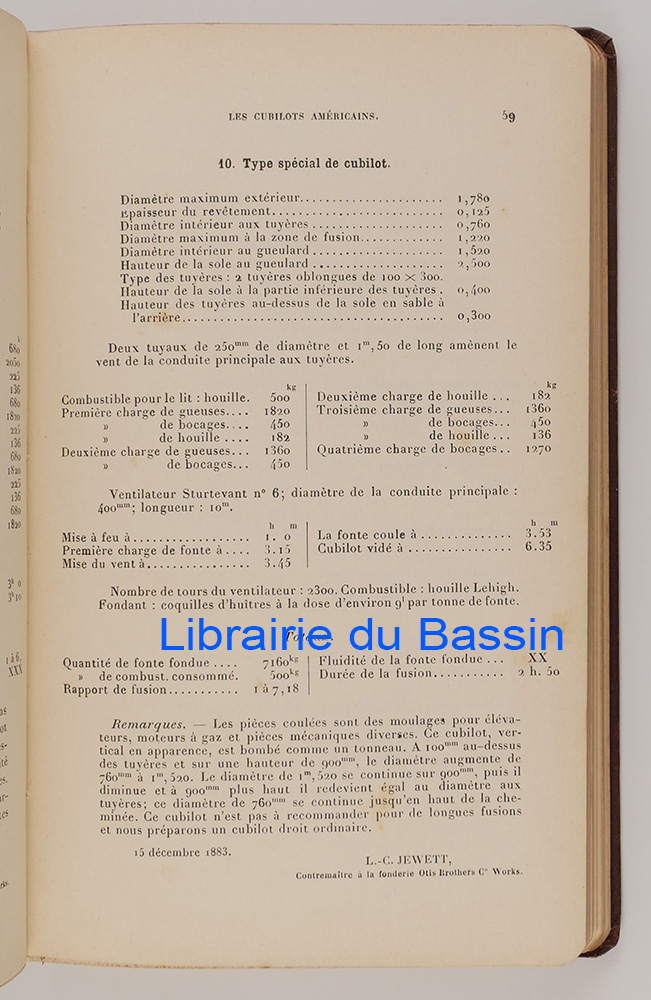 LES CUBILOTS AMÉRICAINS. 59
10. Type spécial de cubilot.
Diamètre maximum extérieur...................... 1,780
Épaisseur du revêtement......................... 0,125
Diamètre intérieur aux tuyères................... 0,760
Diamètre maximum à la zone de fusion............. 1,220
Diamètre intérieur au gueulard................... 1,520
Hauteur de la sole au gueulard................... 2,500
Type des tuyères : 2 tuyères oblongues de 100 × 300.
Hauteur de la sole à la partie inférieure des tuyères. 0,400
Hauteur des tuyères au-dessus de la sole en sable à
l'arrière...................................... 0,300
Deux tuyaux de 250mm de diamètre et 1m,50 de long amènent le
vent de la conduite principale aux tuyères.
kg
Combustible pour le lit : houille. 500
Première charge de gueuses.... 1820
» de bocages.... 450
» de houille.... 182
Deuxième charge de gueuses... 1360
» de bocages... 450
kg
Deuxième charge de houille... 182
Troisième charge de gueuses... 1360
» de bocages... 450
» de houille... 136
Quatrième charge de bocages.. 1270
Ventilateur Sturtevant n° 6; diamètre de la conduite principale :
400mm; longueur : 10m.
h m
Mise à feu à................ 1. 0
Première charge de fonte à.... 3.15
Mise du vent à............... 3.45
h m
La fonte coule à............. 3.53
Cubilot vidé à............... 6.35
Nombre de tours du ventilateur : 2300. Combustible : houille Lehigh.
Fondant : coquilles d'huîtres à la dose d'environ 9l par tonne de fonte.
Librairie du Bassin
Quantité de fonte fondue.... 7160kg
» de combust. consommé. 500kg
Rapport de fusion........... 1 à 7,18
Fluidité de la fonte fondue... XX
Durée de la fusion........... 2 h. 50
Remarques. — Les pièces coulées sont des moulages pour éléva-
teurs, moteurs à gaz et pièces mécaniques diverses. Ce cubilot, ver-
tical en apparence, est bombé comme un tonneau. A 100mm au-dessus
des tuyères et sur une hauteur de 900mm, le diamètre augmente de
760mm à 1m,520. Le diamètre de 1m,520 se continue sur 900mm, puis il
diminue et à 900mm plus haut il redevient égal au diamètre aux
tuyères; ce diamètre de 760mm se continue jusqu'en haut de la che-
minée. Ce cubilot n'est pas à recommander pour de longues fusions
et nous préparons un cubilot droit ordinaire.
15 décembre 1883.
L.-C. JEWETT,
Contremaître à la fonderie Otis Brothers Co Works.